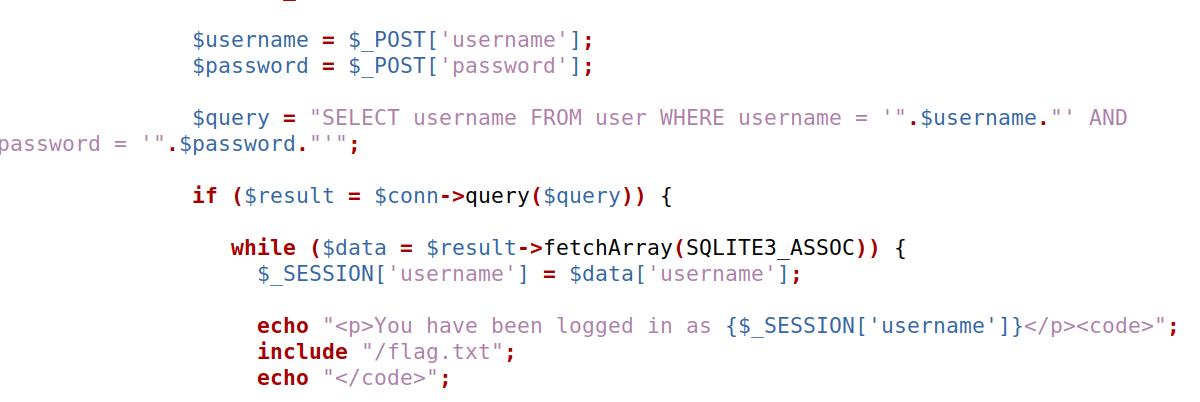 $username = $_POST['username'];
$password = $_POST['password'];
$query = "SELECT username FROM user WHERE username = '".$username."' AND
password = '".$password."'";
if ($result = $conn->query($query)) {
while ($data = $result->fetchArray(SQLITE3_ASSOC)) {
$_SESSION['username'] = $data['username'];
echo "<p>You have been logged in as {$_SESSION['username']}</p><code>";
include "/flag.txt";
echo "</code>";